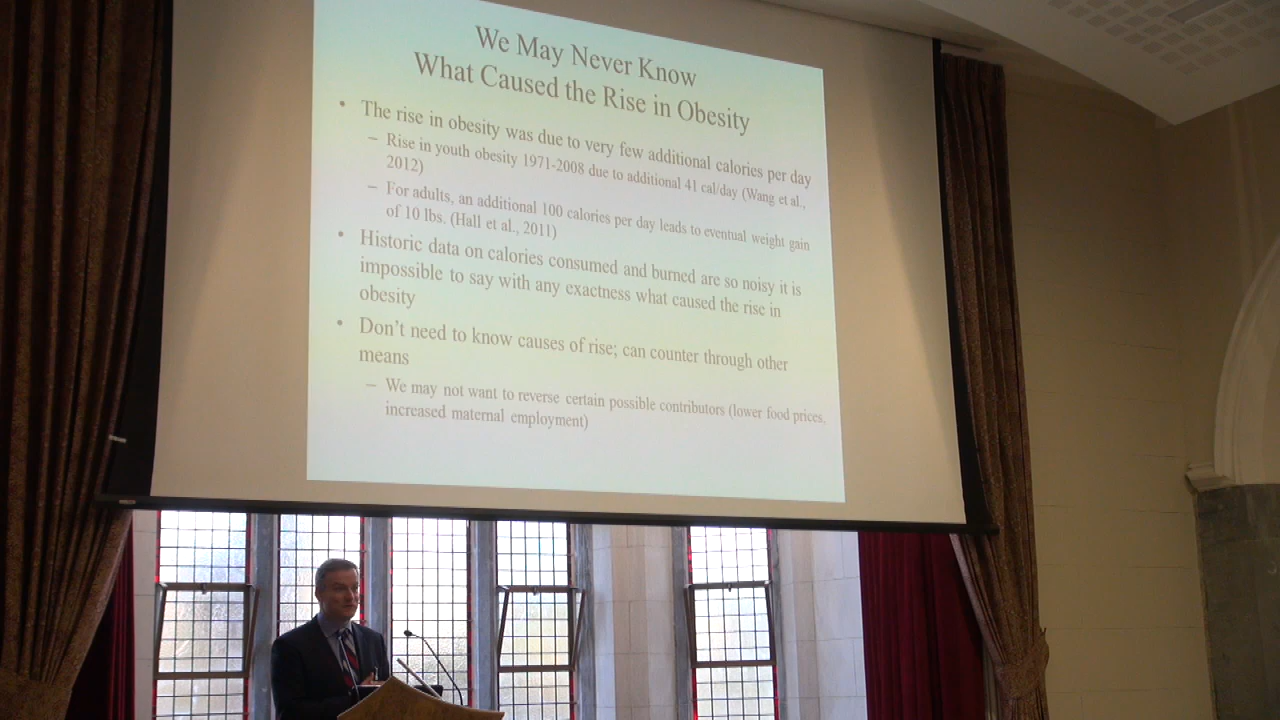 We May Never Know
What Caused the Rise in Obesity
• The rise in obesity was due to very few additional calories per day
– Rise in youth obesity 1971-2008 due to additional 41 cal/day (Wang et al.,
2012)
– For adults, an additional 100 calories per day leads to eventual weight gain
of 10 lbs. (Hall et al., 2011)
• Historic data on calories consumed and burned are so noisy it is
impossible to say with any exactness what caused the rise in
obesity
• Don't need to know causes of rise; can counter through other
means
– We may not want to reverse certain possible contributors (lower food prices,
increased maternal employment)